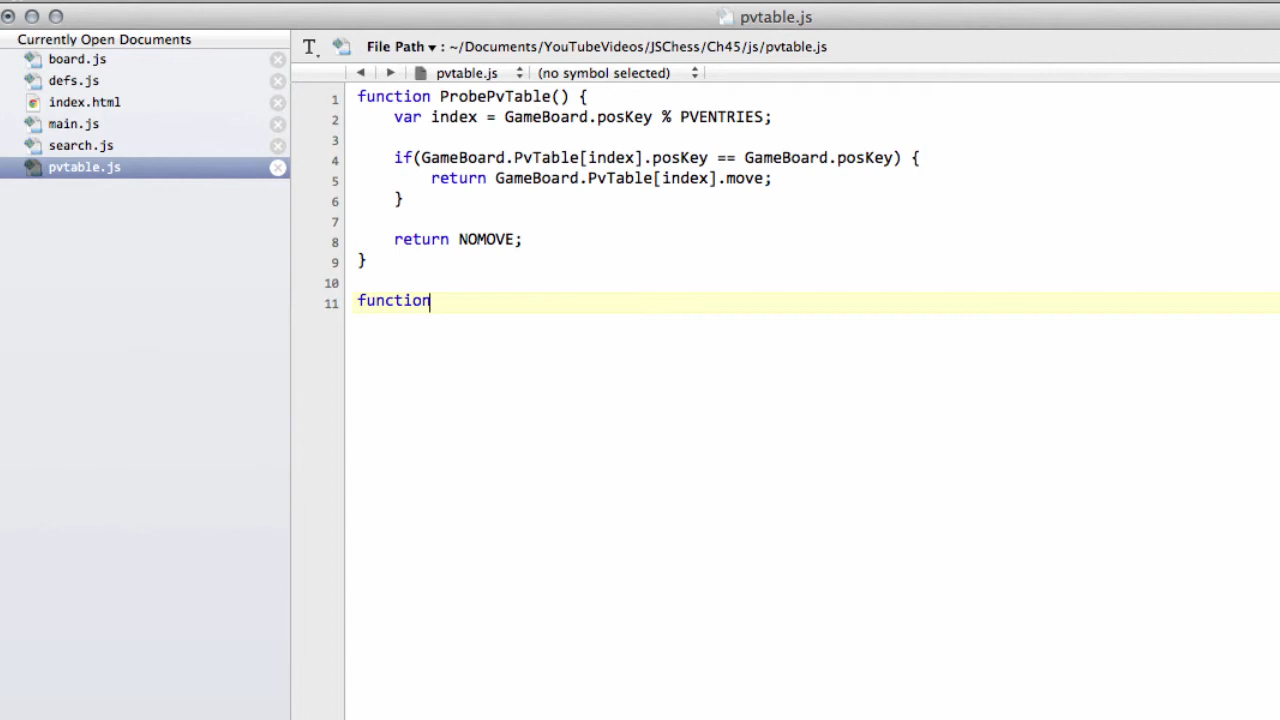 pvtable.js
Currently Open Documents
board.js
defs.js
index.html
main.js
search.js
pvtable.js
T File Path ▾ : ~/Documents/YouTubeVideos/JSChess/Ch45/js/pvtable.js
pvtable.js (no symbol selected)
1 function ProbePvTable() {
2 var index = GameBoard.posKey % PVENTRIES;
3
4 if(GameBoard.PvTable[index].posKey == GameBoard.posKey) {
5 return GameBoard.PvTable[index].move;
6 }
7
8 return NOMOVE;
9 }
10
11 function